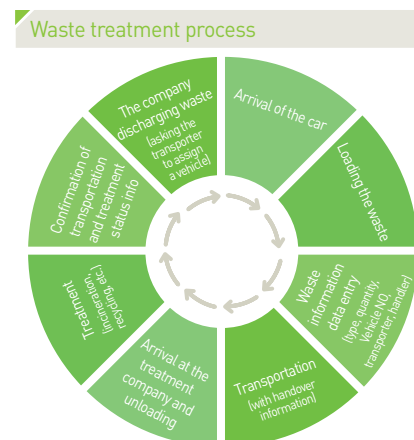 Waste treatment process
The company
discharging waste
(asking the
transporter
to assign
a vehicle)
Arrival of the car
Loading the waste
Waste
information
data entry
(type, quantity,
Vehicle NO,
transporter, handler)
Transportation
(with handover
information)
Arrival at the
treatment
company and
unloading
Treatment
(incineration,
recycling, etc.)
Confirmation of
transportation
and treatment
status info